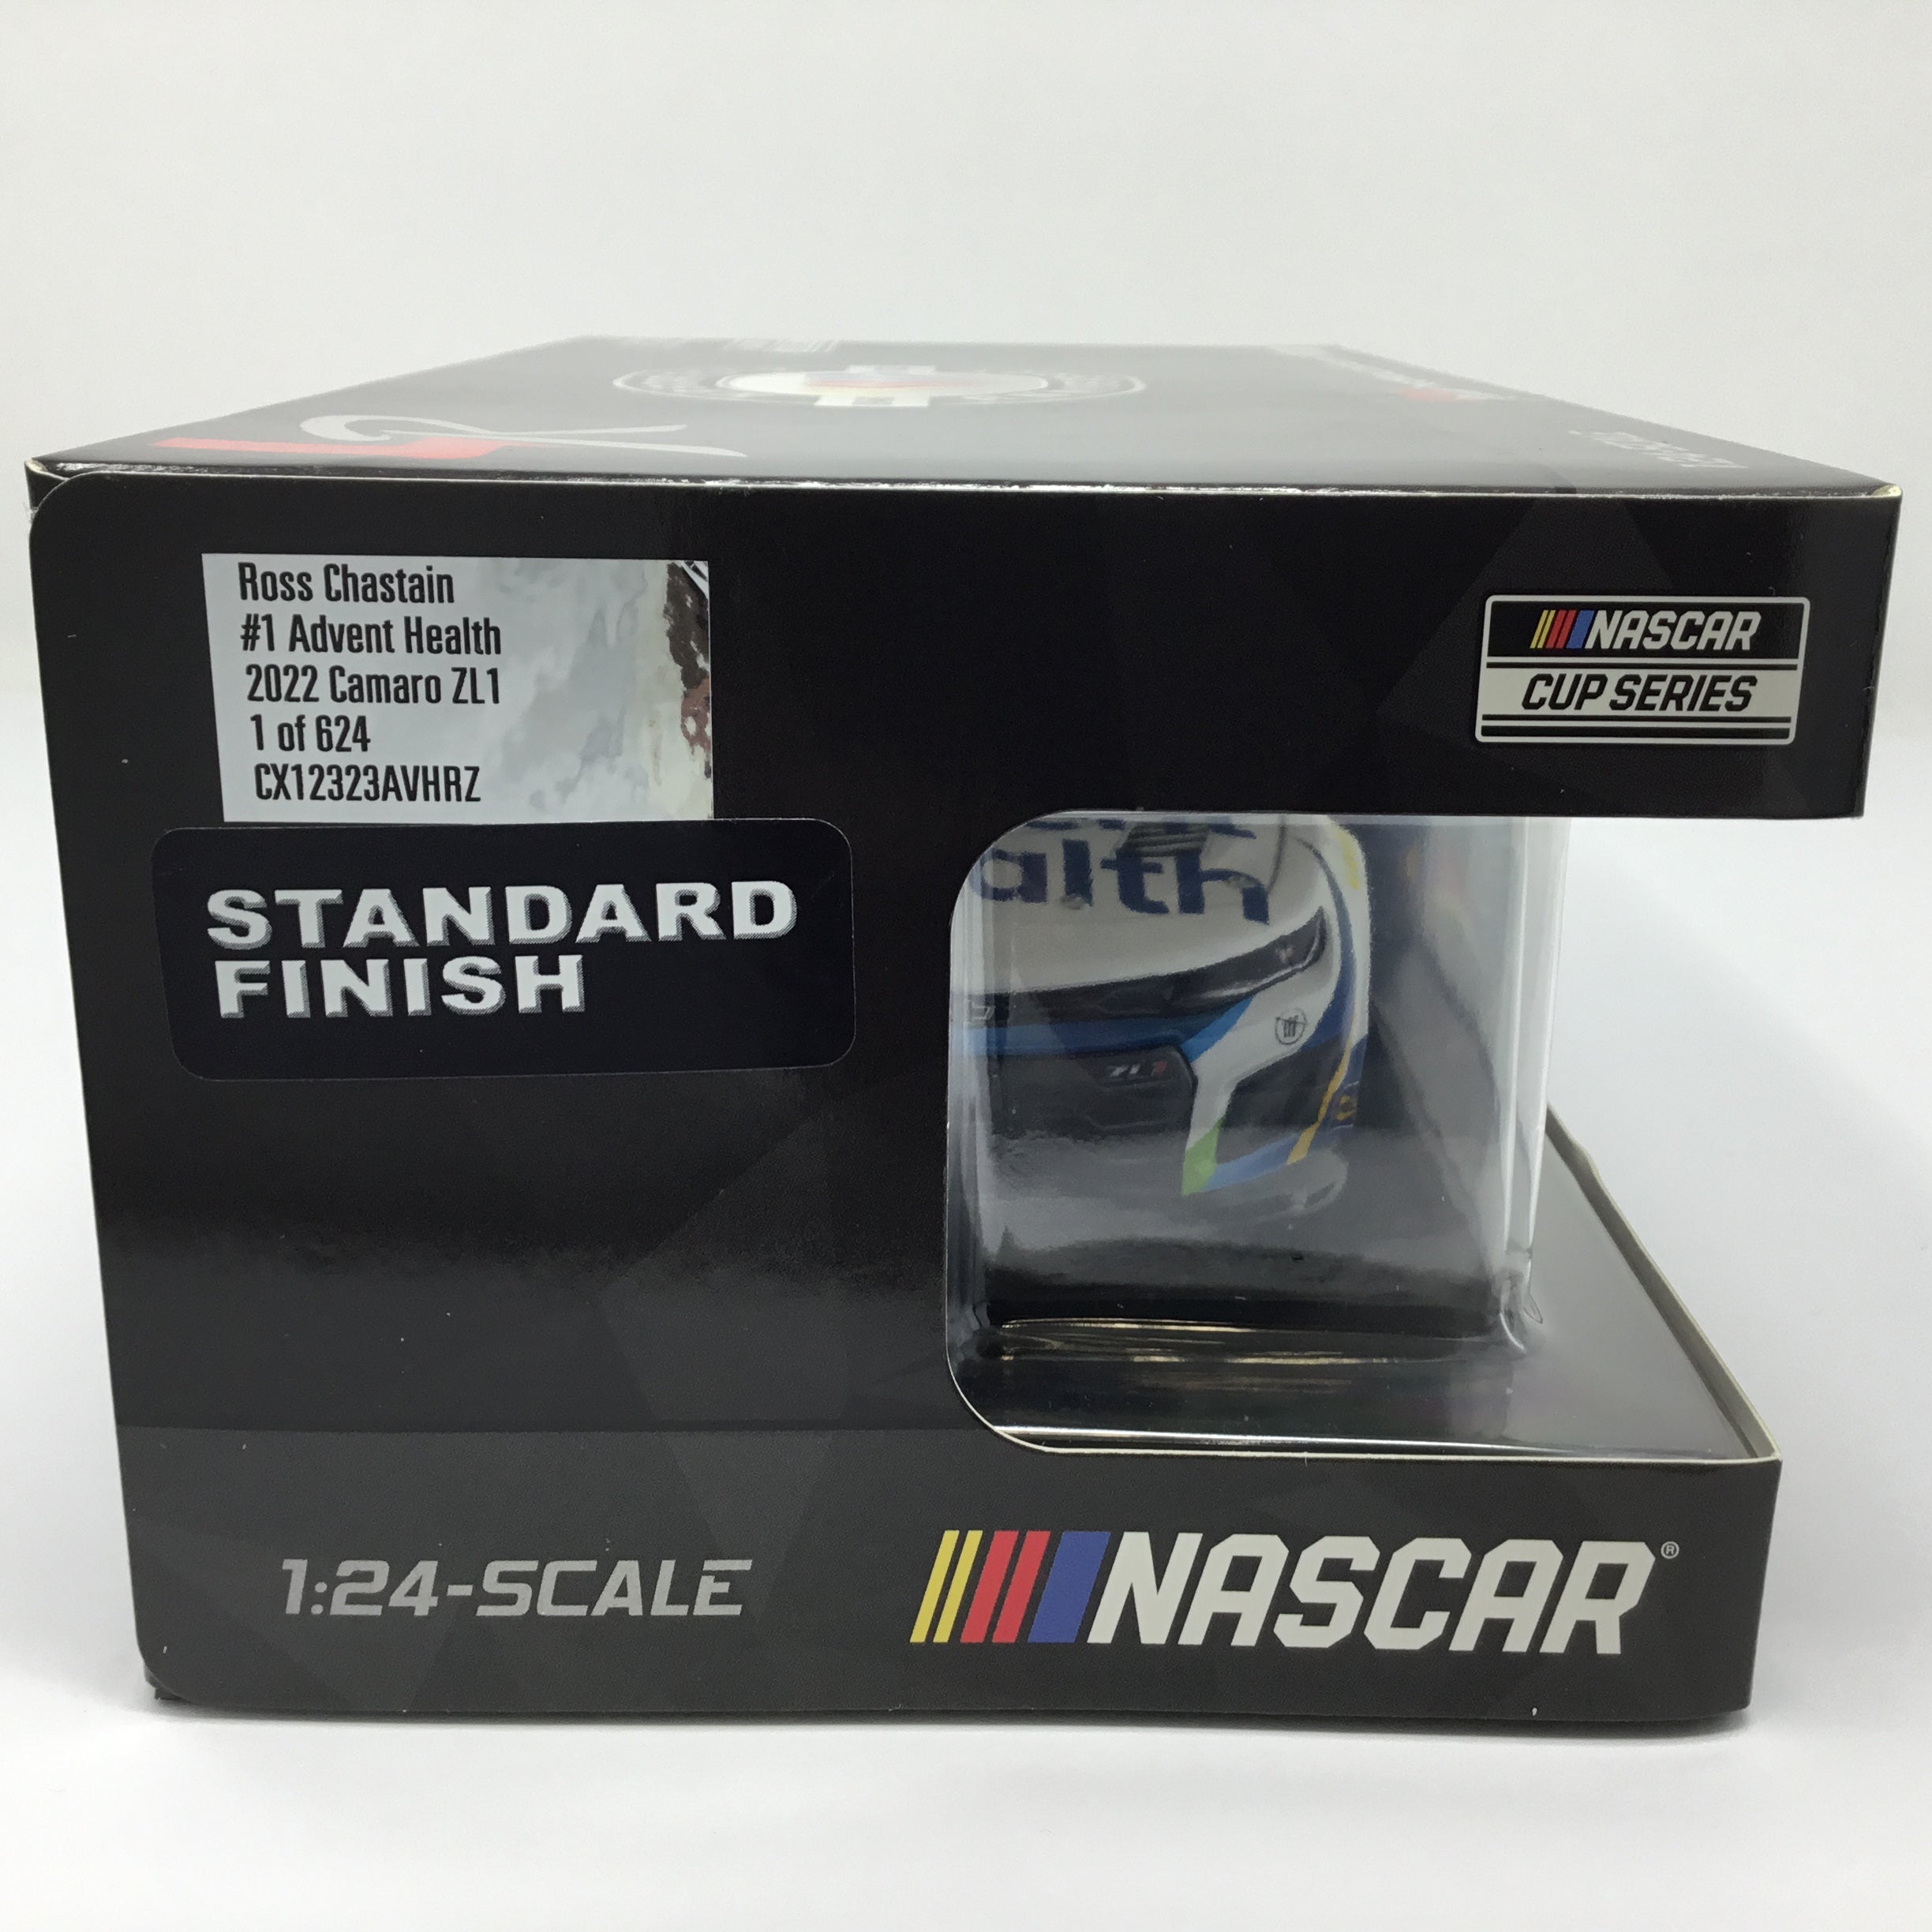 Ross Chastain
#1 Advent Health
2022 Camaro ZL1
1 of 624
CX12323AVHRZ
NASCAR
CUP SERIES
STANDARD
FINISH
alth
ZL1
1:24-SCALE
NASCAR®